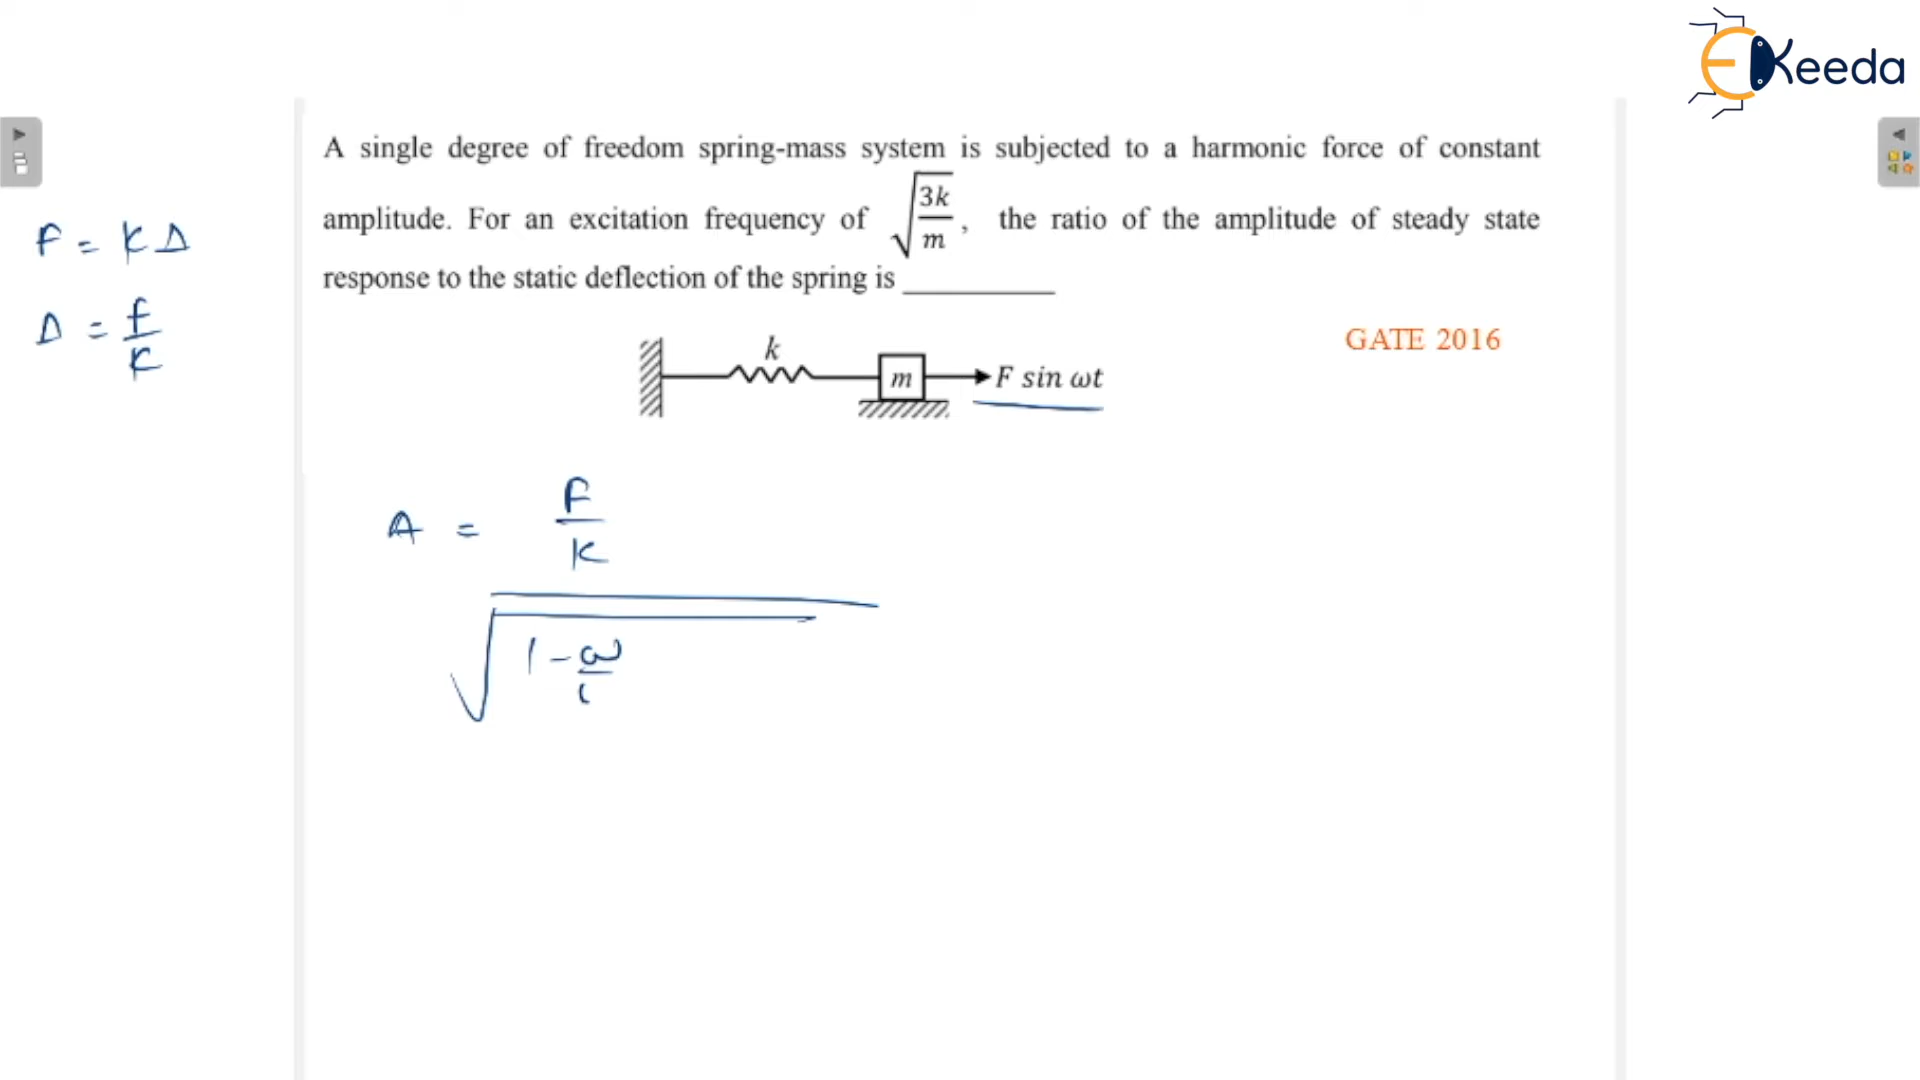 EKeeda
A single degree of freedom spring-mass system is subjected to a harmonic force of constant
amplitude. For an excitation frequency of √(3k/m), the ratio of the amplitude of steady state
response to the static deflection of the spring is __________
GATE 2016
k
m
F sin ωt
F = KΔ
Δ = F/K
A = F/K
√(1 - ω/